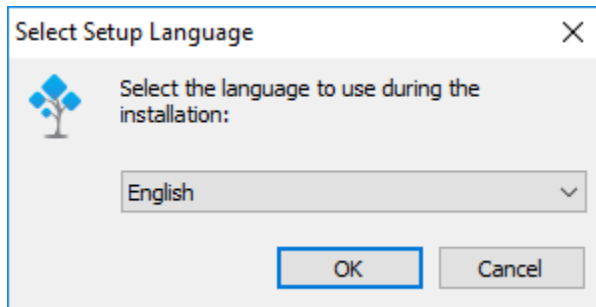 Select Setup Language
Select the language to use during the
installation:
English
OK
Cancel